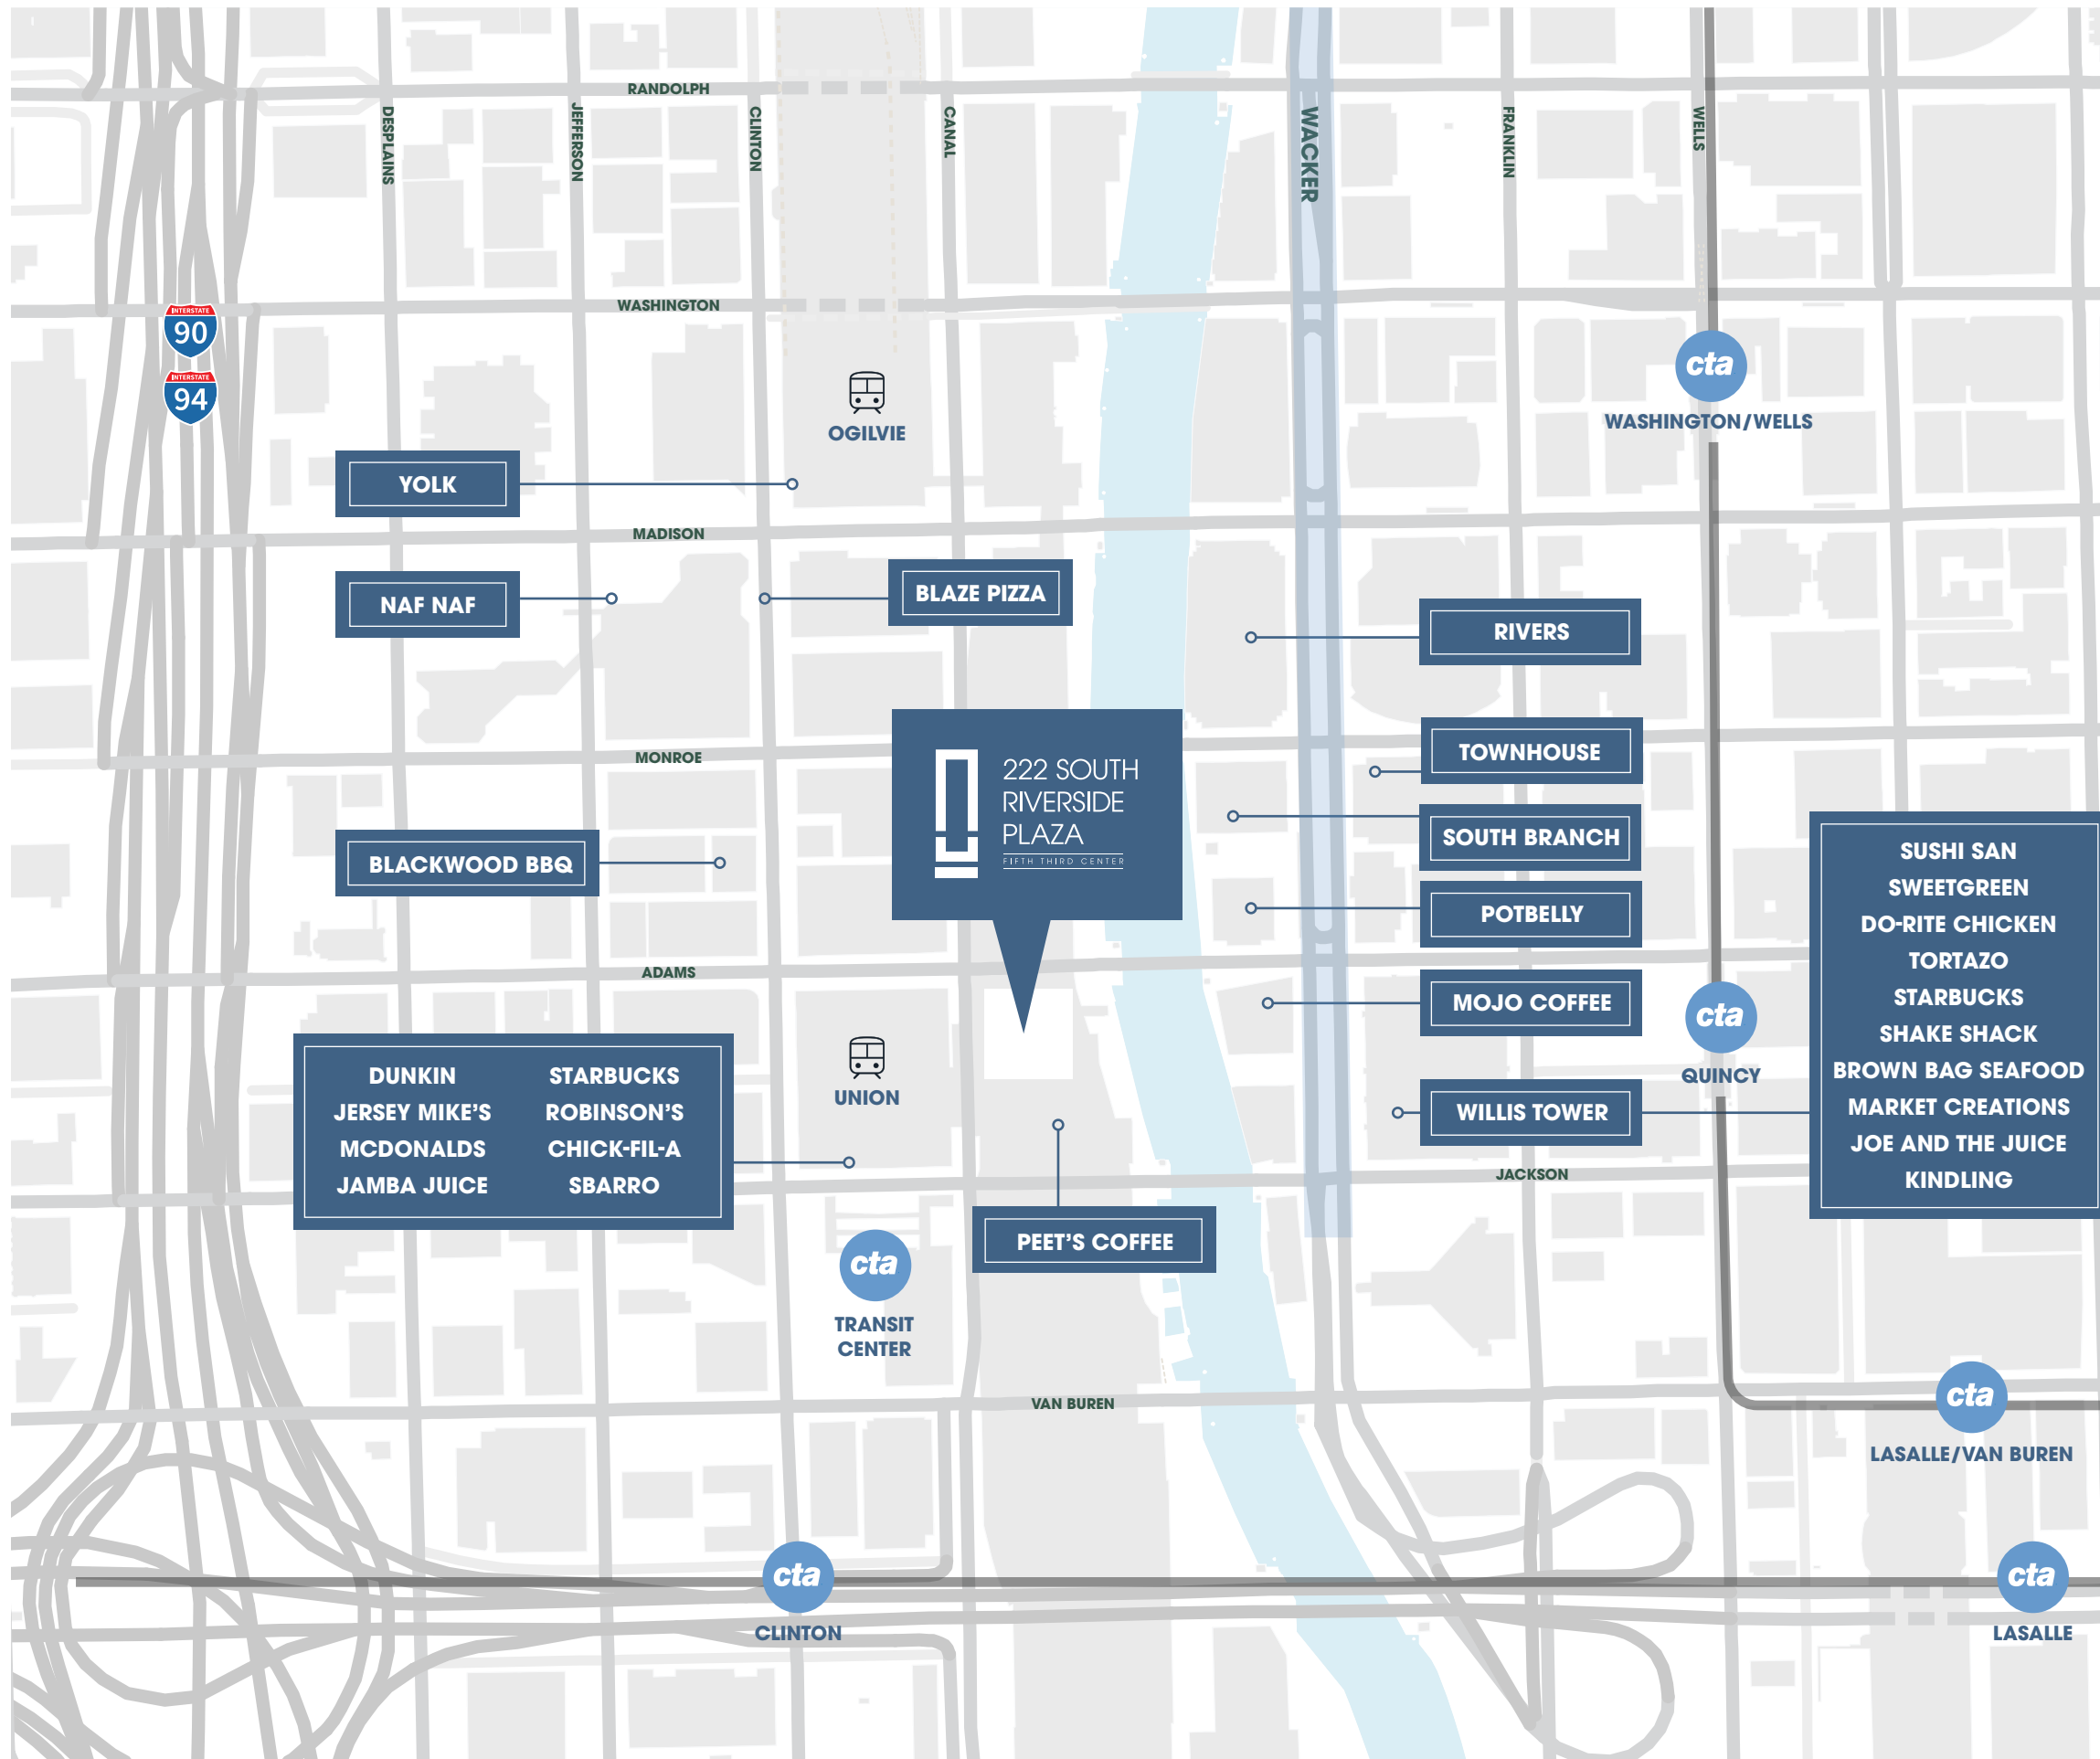 RANDOLPH
DESPLAINS
JEFFERSON
CLINTON
CANAL
WACKER
FRANKLIN
WELLS
WASHINGTON
INTERSTATE
90
INTERSTATE
94
cta
WASHINGTON/WELLS
OGILVIE
YOLK
MADISON
NAF NAF
BLAZE PIZZA
RIVERS
MONROE
222 SOUTH
RIVERSIDE
PLAZA
FIFTH THIRD CENTER
TOWNHOUSE
SOUTH BRANCH
BLACKWOOD BBQ
POTBELLY
ADAMS
MOJO COFFEE
cta
QUINCY
SUSHI SAN
SWEETGREEN
DO-RITE CHICKEN
TORTAZO
STARBUCKS
SHAKE SHACK
BROWN BAG SEAFOOD
MARKET CREATIONS
JOE AND THE JUICE
KINDLING
DUNKIN
JERSEY MIKE'S
MCDONALDS
JAMBA JUICE
STARBUCKS
ROBINSON'S
CHICK-FIL-A
SBARRO
UNION
WILLIS TOWER
JACKSON
PEET'S COFFEE
cta
TRANSIT
CENTER
VAN BUREN
cta
LASALLE/VAN BUREN
cta
CLINTON
cta
LASALLE